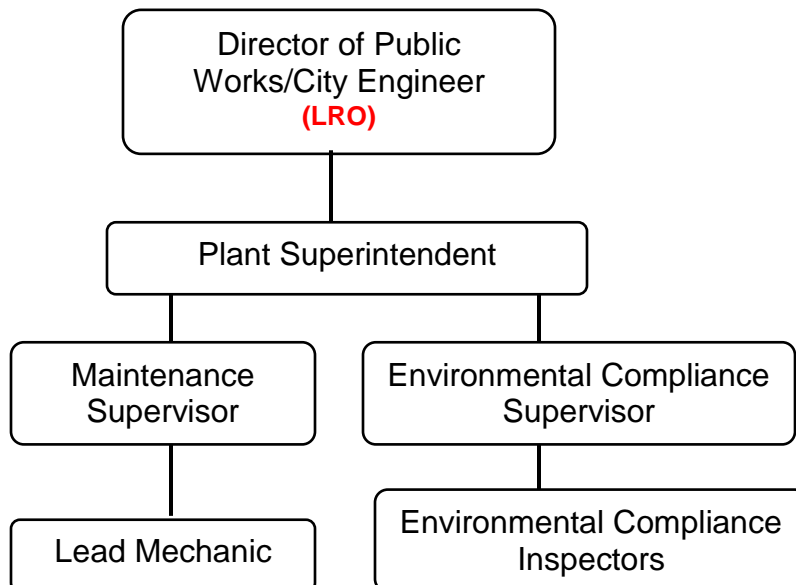 Director of Public
Works/City Engineer
(LRO)
Plant Superintendent
Maintenance
Supervisor
Environmental Compliance
Supervisor
Lead Mechanic
Environmental Compliance
Inspectors